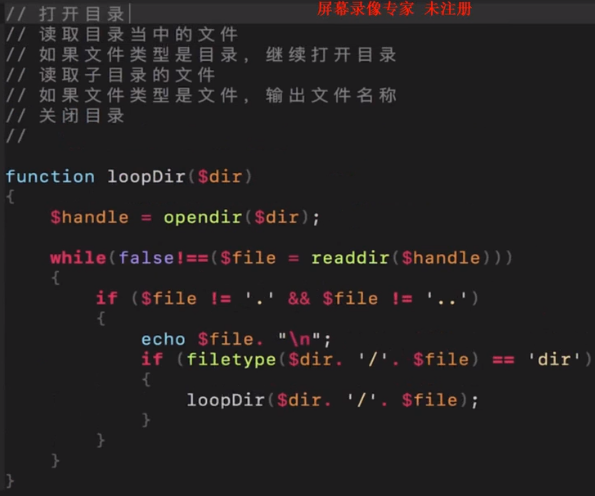 屏幕录像专家 未注册
// 打开目录
// 读取目录当中的文件
// 如果文件类型是目录, 继续打开目录
// 读取子目录的文件
// 如果文件类型是文件, 输出文件名称
// 关闭目录
//
function loopDir($dir)
{
    $handle = opendir($dir);
    while(false!==($file = readdir($handle)))
    {
        if ($file != '.' && $file != '..')
        {
            echo $file. "\n";
            if (filetype($dir. '/'. $file) == 'dir')
            {
                loopDir($dir. '/'. $file);
            }
        }
    }
}